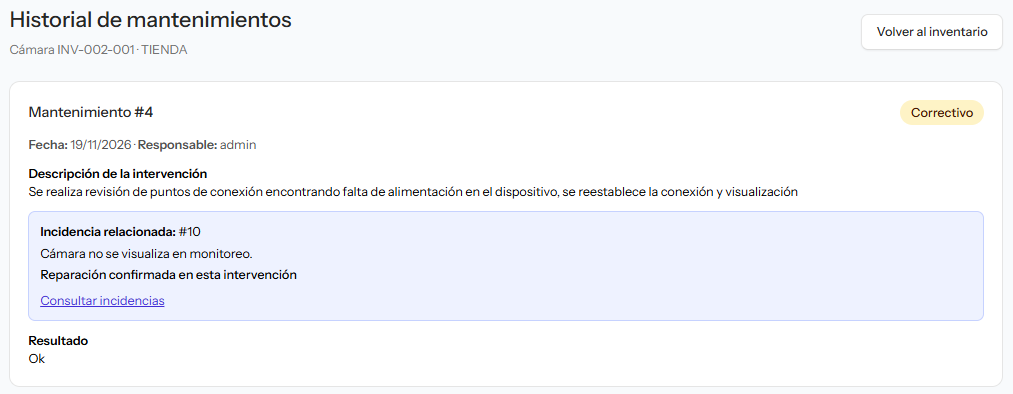 Historial de mantenimientos
Cámara INV-002-001 · TIENDA
Volver al inventario
Mantenimiento #4
Correctivo
Fecha: 19/11/2026 · Responsable: admin
Descripción de la intervención
Se realiza revisión de puntos de conexión encontrando falta de alimentación en el dispositivo, se reestablece la conexión y visualización
Incidencia relacionada: #10
Cámara no se visualiza en monitoreo.
Reparación confirmada en esta intervención
Consultar incidencias
Resultado
Ok